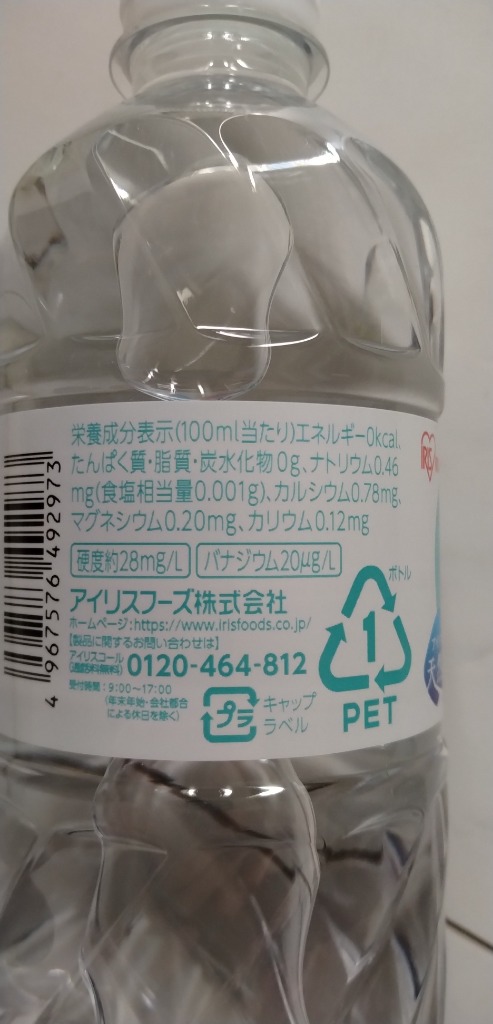 栄養成分表示(100ml当たり)エネルギー0kcal、
たんぱく質・脂質・炭水化物0g、ナトリウム0.46
mg(食塩相当量0.001g)、カルシウム0.78mg、
マグネシウム0.20mg、カリウム0.12mg
硬度約28mg/L バナジウム20μg/L
アイリスフーズ株式会社
ホームページ:https://www.irisfoods.co.jp/
【製品に関するお問い合わせは】
アイリスコール
(通話料無料)
0120-464-812
受付時間:9:00〜17:00
(年末年始・会社都合
による休日を除く)
プラ
キャップ
ラベル
ボトル
1
PET
4 967576 492973
IRIS
天